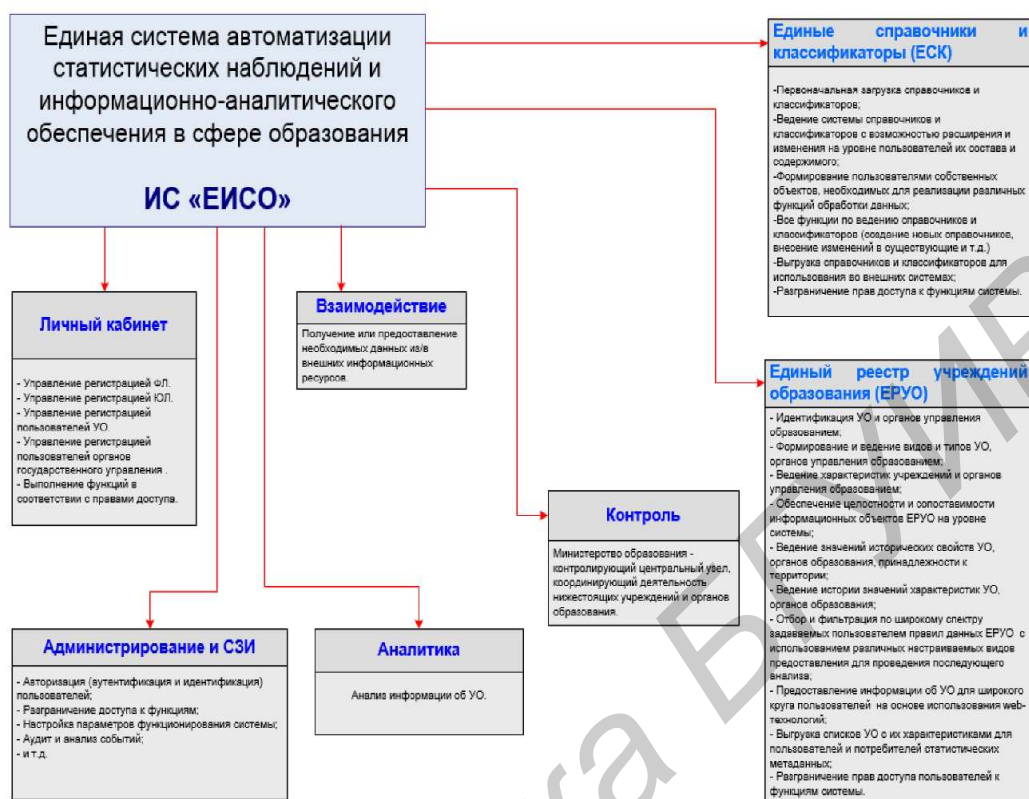 Единая система автоматизации
статистических наблюдений и
информационно-аналитического
обеспечения в сфере образования
ИС «ЕИСО»
Единые справочники и
классификаторы (ЕСК)
-Первоначальная загрузка справочников и
классификаторов;
-Ведение системы справочников и
классификаторов с возможностью расширения и
изменения на уровне пользователей их состава и
содержимого;
-Формирование пользователями собственных
объектов, необходимых для реализации различных
функций обработки данных;
-Все функции по ведению справочников и
классификаторов (создание новых справочников,
внесение изменений в существующие и т.д.)
-Выгрузка справочников и классификаторов для
использования во внешних системах;
-Разграничение прав доступа к функциям системы.
Личный кабинет
- Управление регистрацией ФЛ.
- Управление регистрацией ЮЛ.
- Управление регистрацией
пользователей УО.
- Управление регистрацией
пользователей органов
государственного управления .
- Выполнение функций в
соответствии с правами доступа.
Взаимодействие
Получение или предоставление
необходимых данных из/в
внешних информационных
ресурсов.
Единый реестр учреждений
образования (ЕРУО)
- Идентификация УО и органов управления
образованием;
- Формирование и ведение видов и типов УО,
органов управления образованием;
- Ведение характеристик учреждений и органов
управления образованием;
- Обеспечение целостности и сопоставимости
информационных объектов ЕРУО на уровне
системы;
- Ведение значений исторических свойств УО,
органов образования, принадлежности к
территории;
- Ведение истории значений характеристик УО,
органов образования;
- Отбор и фильтрация по широкому спектру
задаваемых пользователем правил данных ЕРУО с
использованием различных настраиваемых видов
предоставления для проведения последующего
анализа;
- Предоставление информации об УО для широкого
круга пользователей на основе использования web-
технологий;
- Выгрузка списков УО с их характеристиками для
пользователей и потребителей статистических
метаданных;
- Разграничение прав доступа пользователей к
функциям системы.
Контроль
Министерство образования -
контролирующий центральный узел,
координирующий деятельность
нижестоящих учреждений и органов
образования.
Администрирование и СЗИ
- Авторизация (аутентификация и идентификация)
пользователей;
- Разграничение доступа к функциям;
- Настройка параметров функционирования системы;
- Аудит и анализ событий;
- и т.д.
Аналитика
Анализ информации об УО.
ка БГУИР